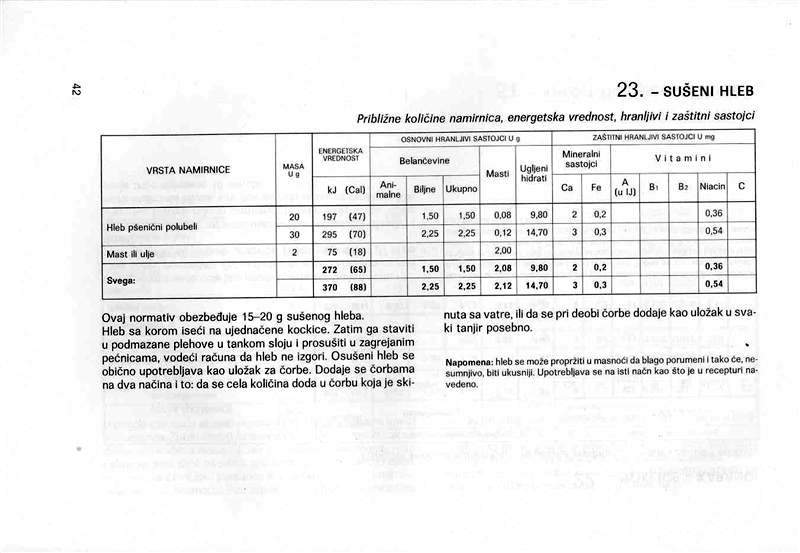 42
23. – SUŠENI HLEB
Približne količine namirnica, energetska vrednost, hranljivi i zaštitni sastojci
VRSTA NAMIRNICE MASA U g ENERGETSKA VREDNOST OSNOVNI HRANLJIVI SASTOJCI U g ZAŠTITNI HRANLJIVI SASTOJCI U mg
Belančevine Masti Ugljeni hidrati Mineralni sastojci Vitamini
kJ (Cal) Ani-malne Biljne Ukupno Ca Fe A (u IJ) B1 B2 Niacin C
Hleb pšenični polubeli 20 197 (47) 1,50 1,50 0,08 9,80 2 0,2 0,36
30 295 (70) 2,25 2,25 0,12 14,70 3 0,3 0,54
Mast ili ulje 2 75 (18) 2,00
Svega: 272 (65) 1,50 1,50 2,08 9,80 2 0,2 0,36
370 (88) 2,25 2,25 2,12 14,70 3 0,3 0,54
Ovaj normativ obezbeđuje 15–20 g sušenog hleba.
Hleb sa korom iseći na ujednačene kockice. Zatim ga staviti
u podmazane plehove u tankom sloju i prosušiti u zagrejanim
pećnicama, vodeći računa da hleb ne izgori. Osušeni hleb se
obično upotrebljava kao uložak za čorbe. Dodaje se čorbama
na dva načina i to: da se cela količina doda u čorbu koja je ski-
nuta sa vatre, ili da se pri deobi čorbe dodaje kao uložak u sva-
ki tanjir posebno.
Napomena: hleb se može propržiti u masnoći da blago porumeni i tako će, ne-
sumnjivo, biti ukusniji. Upotrebljava se na isti način kao što je u recepturi na-
vedeno.